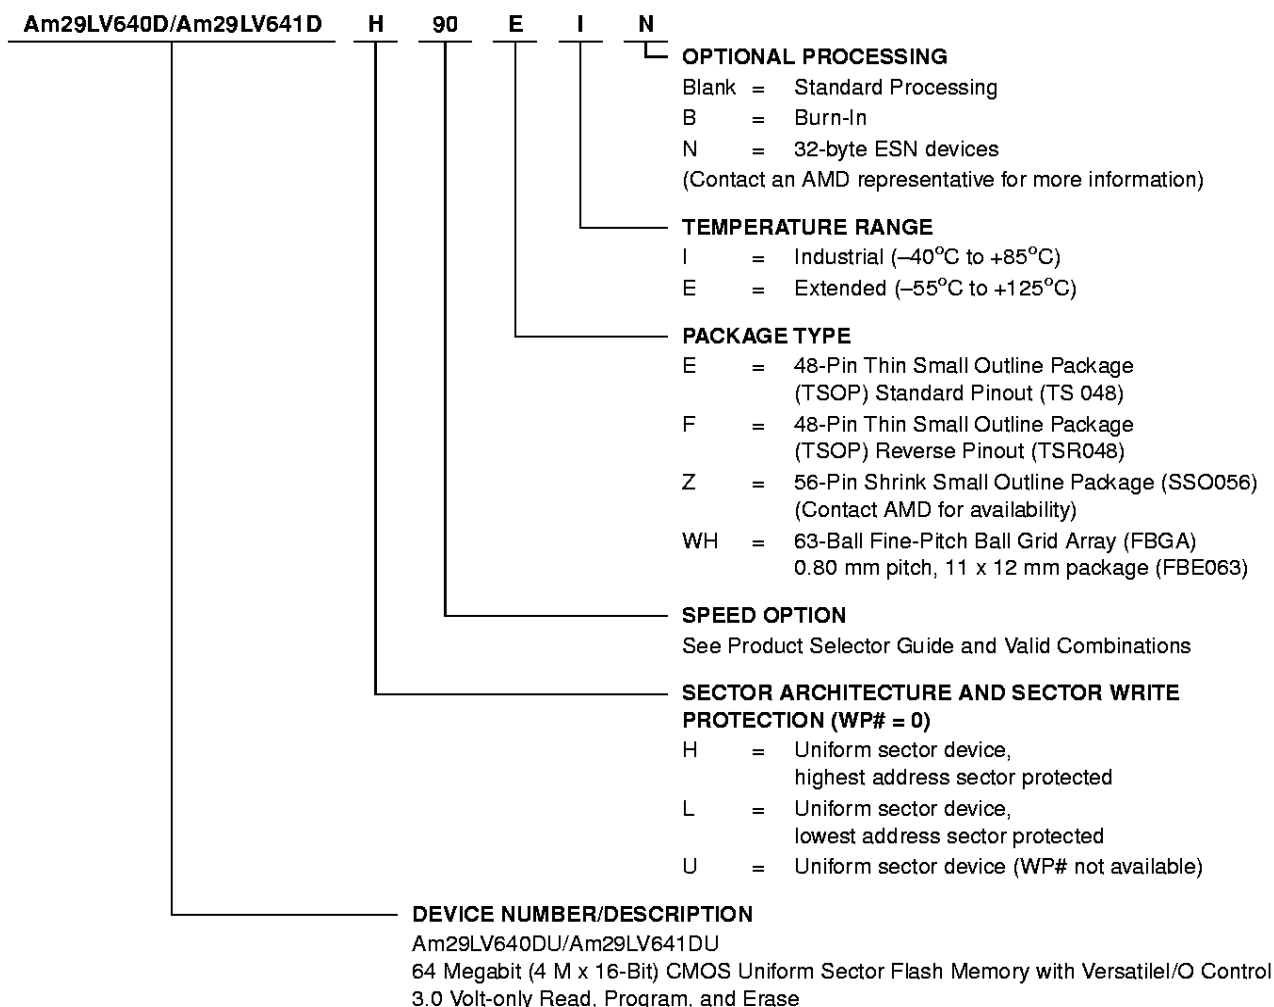 Am29LV640D/Am29LV641D H 90 E I N
OPTIONAL PROCESSING
Blank = Standard Processing
B = Burn-In
N = 32-byte ESN devices
(Contact an AMD representative for more information)
TEMPERATURE RANGE
I = Industrial (–40°C to +85°C)
E = Extended (–55°C to +125°C)
PACKAGE TYPE
E = 48-Pin Thin Small Outline Package
(TSOP) Standard Pinout (TS 048)
F = 48-Pin Thin Small Outline Package
(TSOP) Reverse Pinout (TSR048)
Z = 56-Pin Shrink Small Outline Package (SSO056)
(Contact AMD for availability)
WH = 63-Ball Fine-Pitch Ball Grid Array (FBGA)
0.80 mm pitch, 11 x 12 mm package (FBE063)
SPEED OPTION
See Product Selector Guide and Valid Combinations
SECTOR ARCHITECTURE AND SECTOR WRITE
PROTECTION (WP# = 0)
H = Uniform sector device,
highest address sector protected
L = Uniform sector device,
lowest address sector protected
U = Uniform sector device (WP# not available)
DEVICE NUMBER/DESCRIPTION
Am29LV640DU/Am29LV641DU
64 Megabit (4 M x 16-Bit) CMOS Uniform Sector Flash Memory with VersatileI/O Control
3.0 Volt-only Read, Program, and Erase